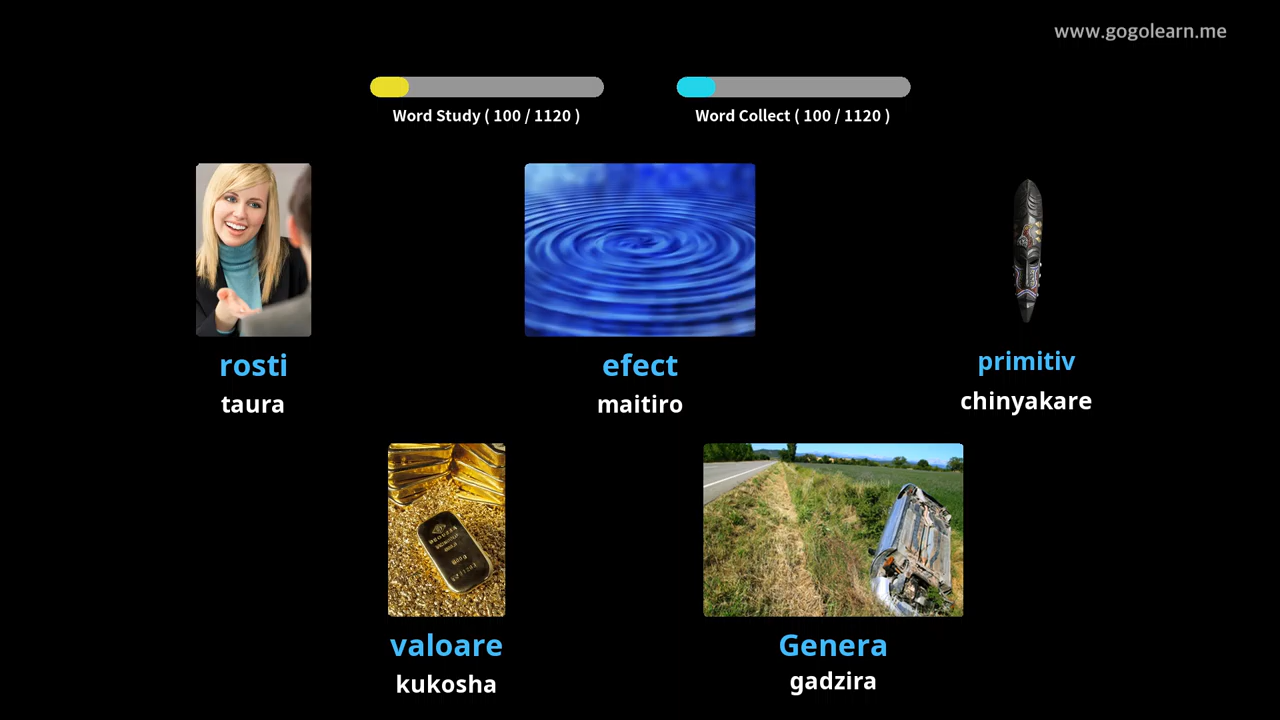 www.gogolearn.me
Word Study ( 100 / 1120 )
Word Collect ( 100 / 1120 )
rosti
taura
efect
maitiro
primitiv
chinyakare
valoare
kukosha
Genera
gadzira